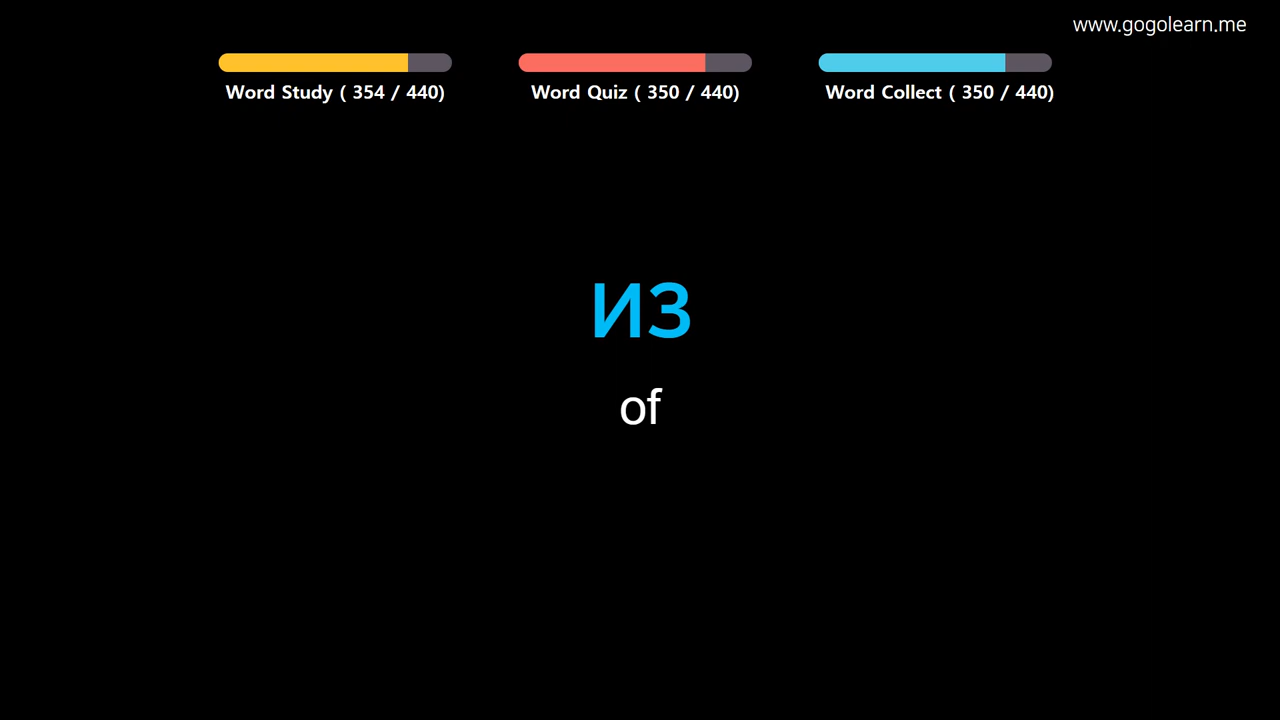 www.gogolearn.me
Word Study ( 354 / 440)
Word Quiz ( 350 / 440)
Word Collect ( 350 / 440)
из
of